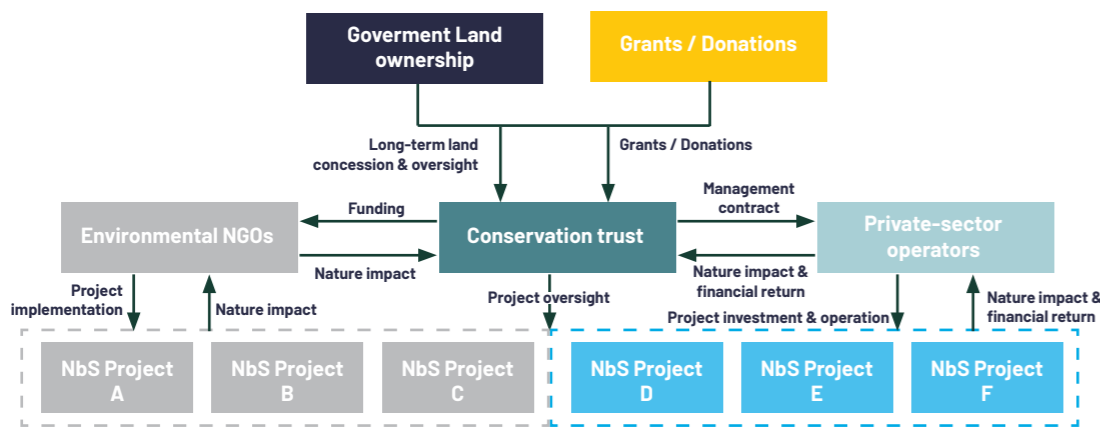 Goverment Land
ownership
Grants / Donations
Long-term land
concession & oversight
Grants / Donations
Management
contract
Funding
Environmental NGOs
Conservation trust
Private-sector
operators
Nature impact
Nature impact &
financial return
Project
implementation
Nature impact
Project oversight
Project investment & operation
Nature impact &
financial return
NbS Project
A
NbS Project
B
NbS Project
C
NbS Project
D
NbS Project
E
NbS Project
F